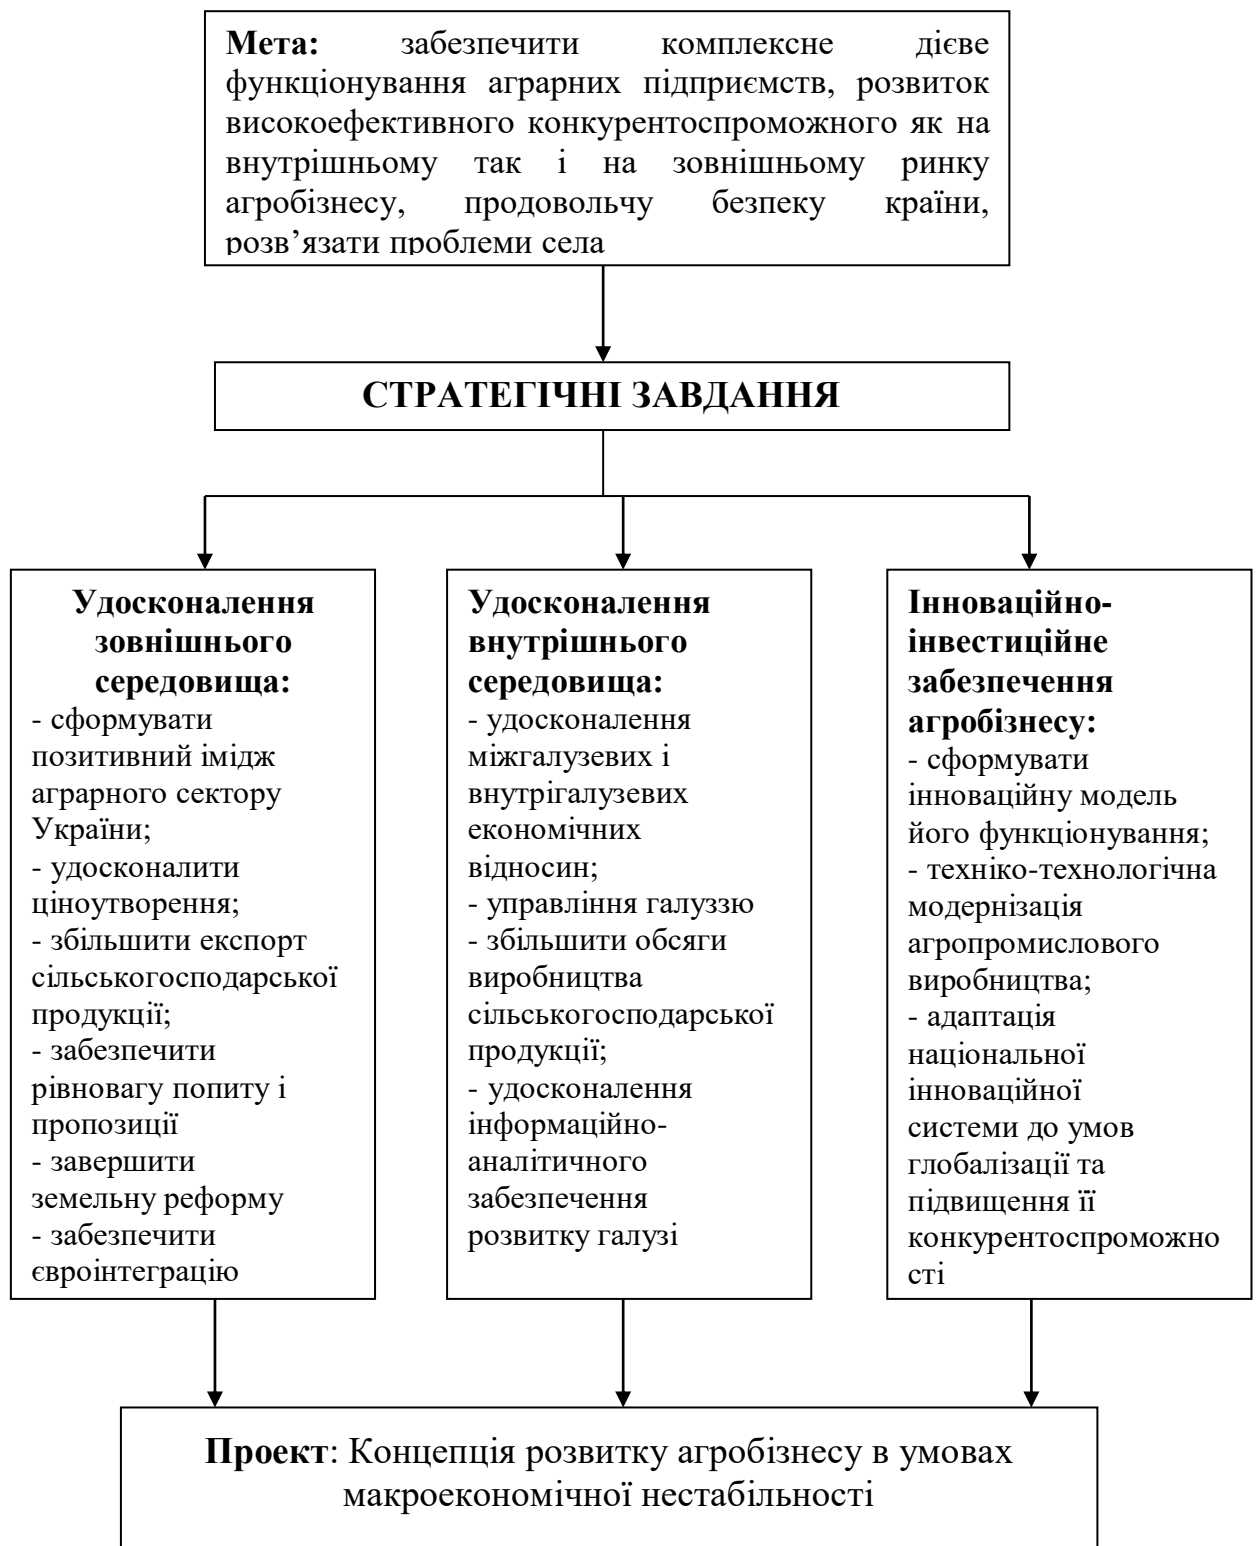 Мета: забезпечити комплексне дієве
функціонування аграрних підприємств, розвиток
високоефективного конкурентоспроможного як на
внутрішньому так і на зовнішньому ринку
агробізнесу, продовольчу безпеку країни,
розв’язати проблеми села
СТРАТЕГІЧНІ ЗАВДАННЯ
Удосконалення
зовнішнього
середовища:
- сформувати
позитивний імідж
аграрного сектору
України;
- удосконалити
ціноутворення;
- збільшити експорт
сільськогосподарської
продукції;
- забезпечити
рівновагу попиту і
пропозиції
- завершити
земельну реформу
- забезпечити
євроінтеграцію
Удосконалення
внутрішнього
середовища:
- удосконалення
міжгалузевих і
внутрігалузевих
економічних
відносин;
- управління галуззю
- збільшити обсяги
виробництва
сільськогосподарської
продукції;
- удосконалення
інформаційно-
аналітичного
забезпечення
розвитку галузі
Інноваційно-
інвестиційне
забезпечення
агробізнесу:
- сформувати
інноваційну модель
його функціонування;
- техніко-технологічна
модернізація
агропромислового
виробництва;
- адаптація
національної
інноваційної
системи до умов
глобалізації та
підвищення її
конкурентоспроможно
сті
Проект: Концепція розвитку агробізнесу в умовах
макроекономічної нестабільності